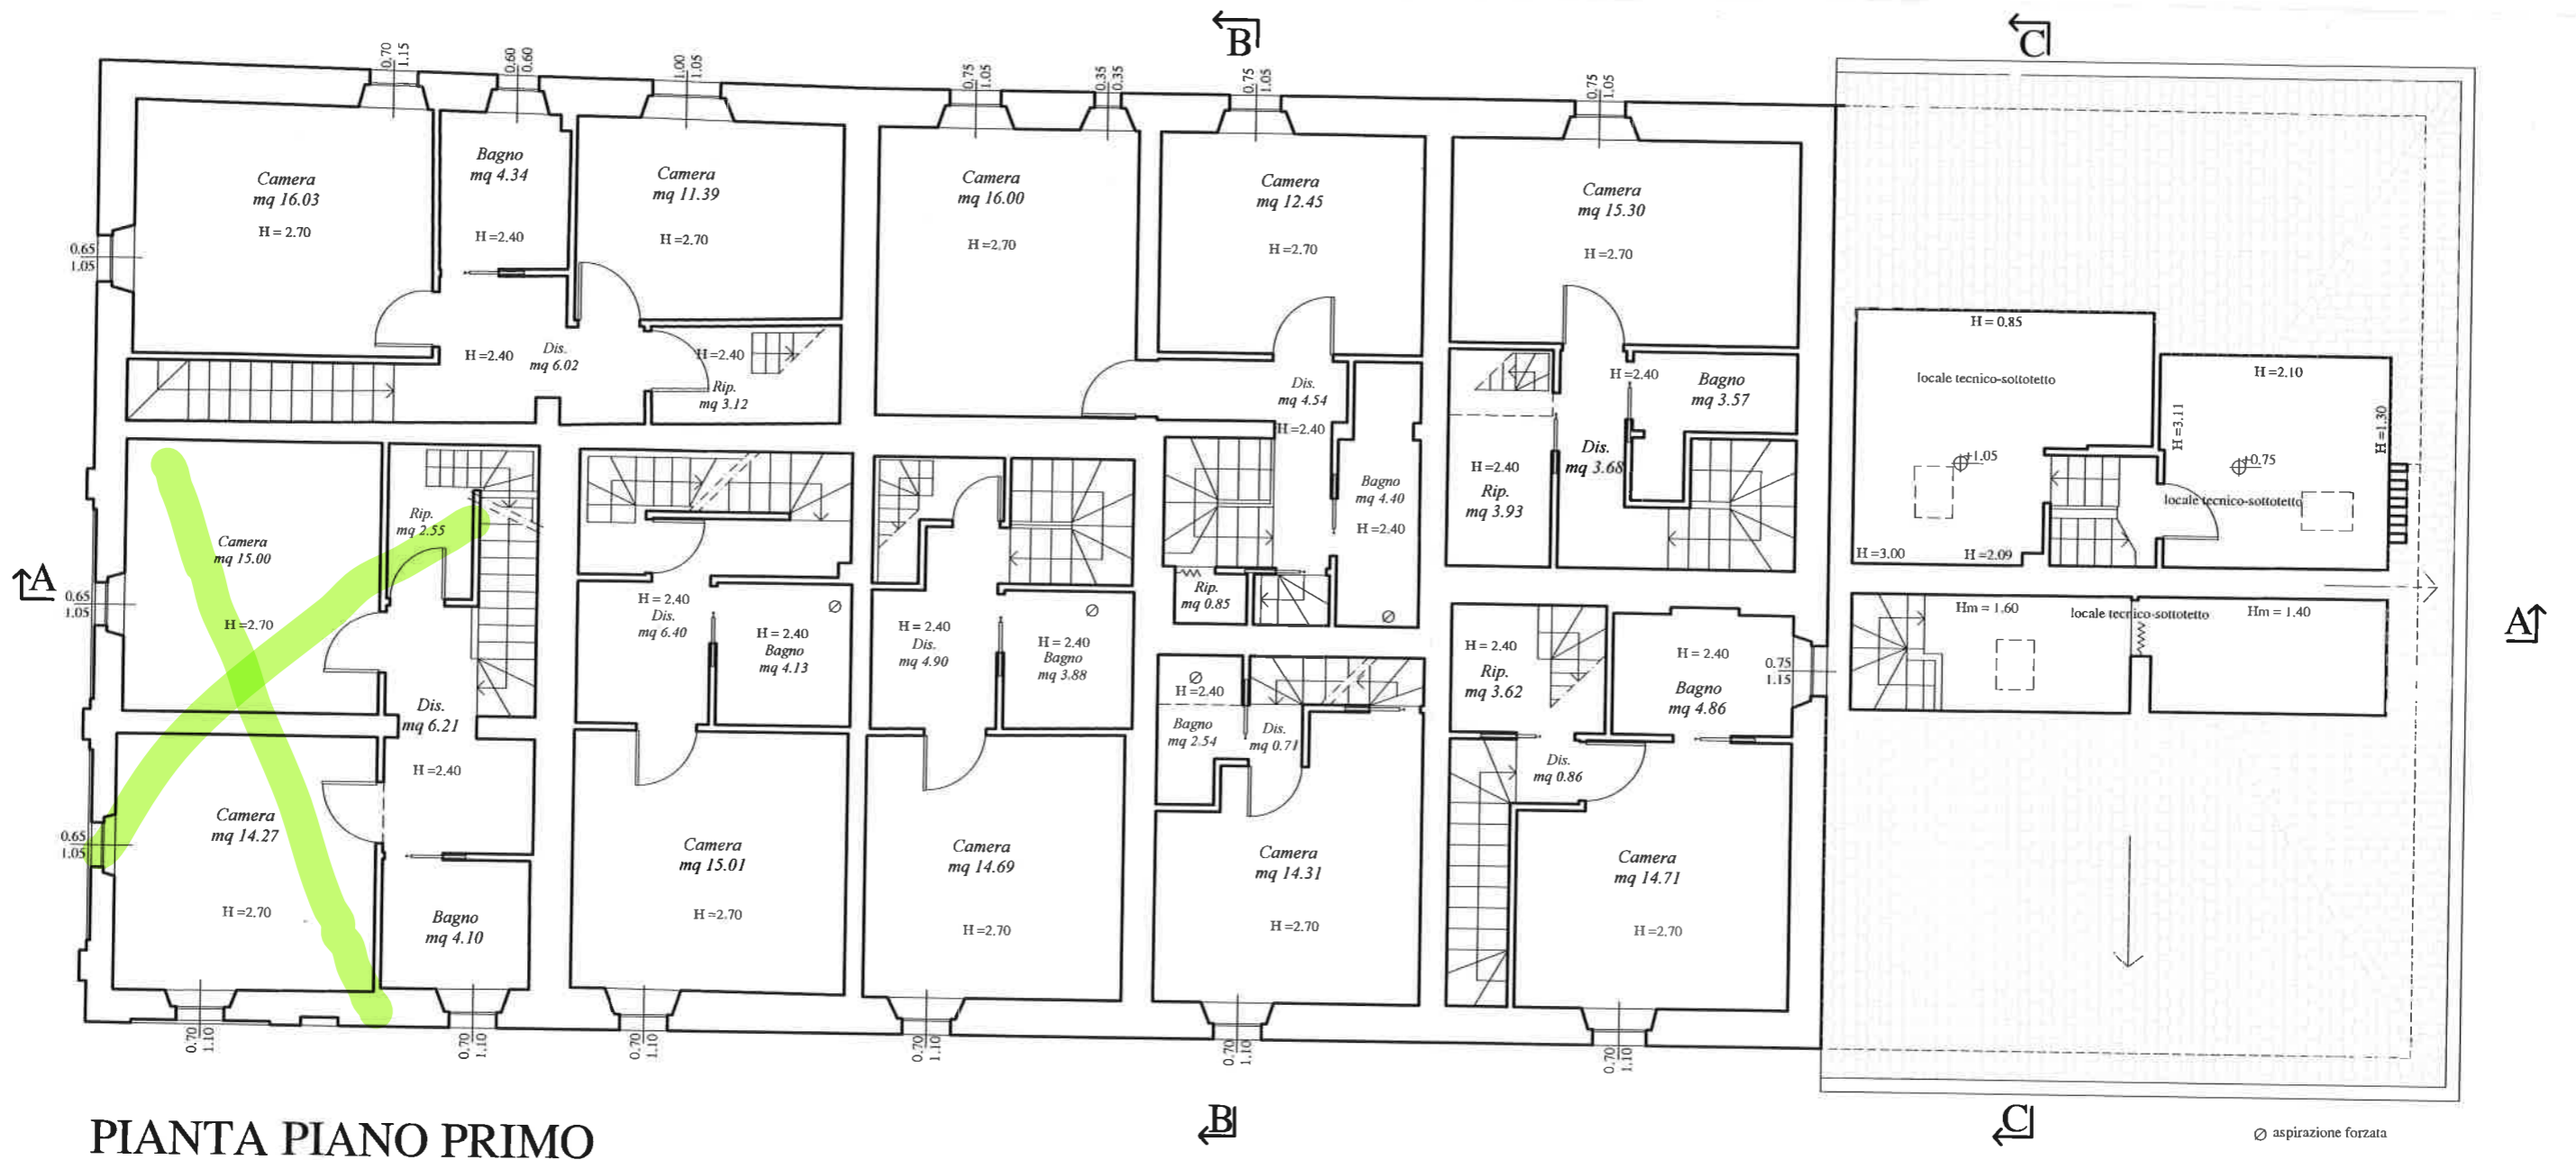 B
C
0.70
1.15
0.60
0.60
1.00
1.05
0.75
1.05
0.35
0.35
0.75
1.05
0.75
1.05
Camera
mq 16.03
H = 2.70
Bagno
mq 4.34
H =2.40
Camera
mq 11.39
H =2.70
Camera
mq 16.00
H =2.70
Camera
mq 12.45
H =2.70
Camera
mq 15.30
H =2.70
0.65
1.05
H =2.40
Dis.
mq 6.02
H =2.40
Rip.
mq 3.12
Dis.
mq 4.54
H =2.40
H =2.40
Bagno
mq 3.57
H = 0.85
locale tecnico-sottotetto
+1.05
H =3.00
H =2.09
H =2.10
H =3.11
H =1.30
+0.75
locale tecnico-sottotetto
Camera
mq 15.00
H =2.70
Rip.
mq 2.55
Bagno
mq 4.40
H =2.40
H =2.40
Rip.
mq 3.93
Dis.
mq 3.68
A
0.65
1.05
H = 2.40
Dis.
mq 6.40
H = 2.40
Bagno
mq 4.13
H = 2.40
Dis.
mq 4.90
H = 2.40
Bagno
mq 3.88
Rip.
mq 0.85
Hm = 1.60
locale tecnico-sottotetto
Hm = 1.40
A
Dis.
mq 6.21
H =2.40
H =2.40
Bagno
mq 2.54
Dis.
mq 0.71
H =2.40
Rip.
mq 3.62
H = 2.40
Bagno
mq 4.86
0.75
1.15
Dis.
mq 0.86
0.65
1.05
Camera
mq 14.27
H =2.70
Bagno
mq 4.10
Camera
mq 15.01
H =2.70
Camera
mq 14.69
H =2.70
Camera
mq 14.31
H =2.70
Camera
mq 14.71
H =2.70
0.70
1.10
0.70
1.10
0.70
1.10
0.70
1.10
0.70
1.10
0.70
1.10
PIANTA PIANO PRIMO
B
C
∅ aspirazione forzata